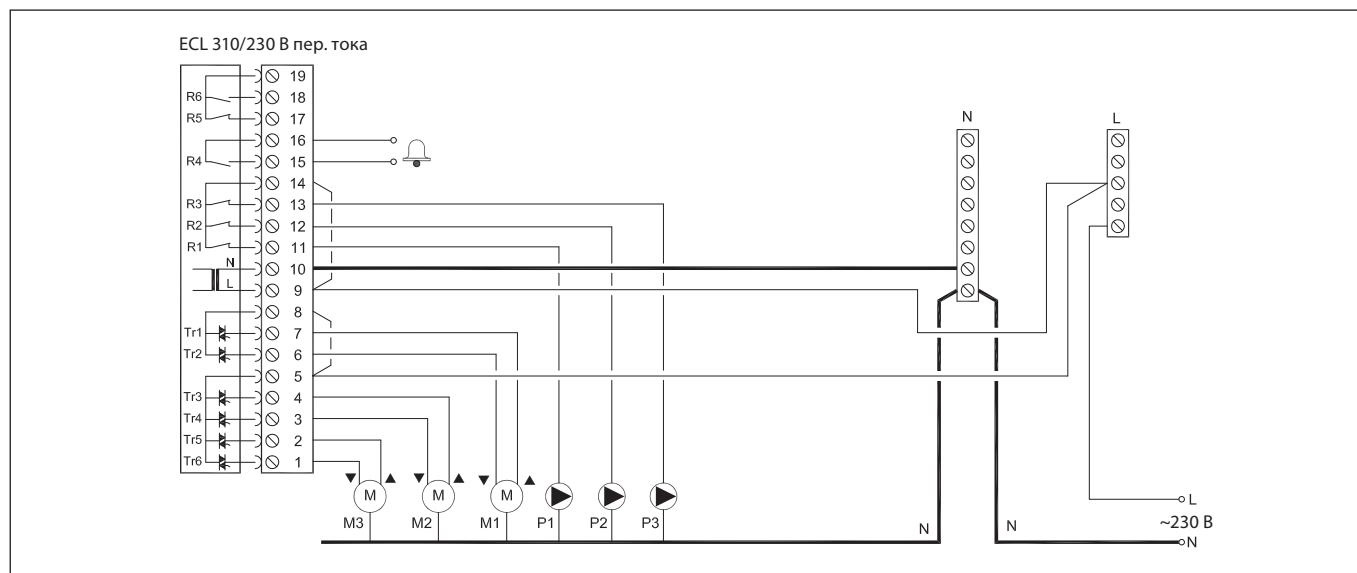 ECL 310/230 В пер. тока
19
R6 18
R5 17
16
R4 15
14
R3 13
R2 12
R1 11
N 10
L 9
8
Tr1 7
Tr2 6
5
Tr3 4
Tr4 3
Tr5 2
Tr6 1
N
L
M M M
M3 M2 M1 P1 P2 P3
N N
L
~230 В
N